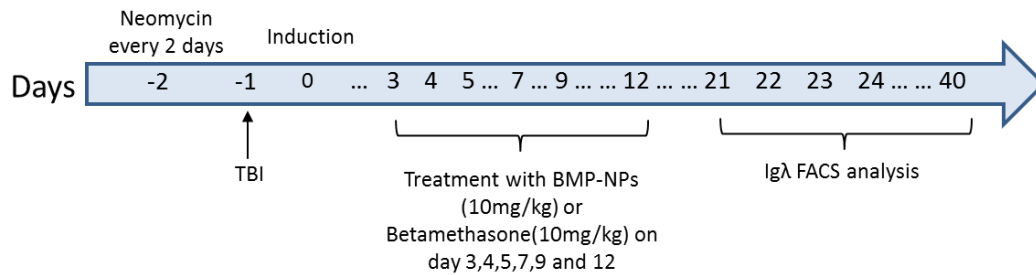 Neomycin
every 2 days
Induction
Days -2 -1 0 ... 3 4 5 ... 7 ... 9 ... ... 12 ... ... 21 22 23 24 ... ... 40
TBI
Treatment with BMP-NPs
(10mg/kg) or
Betamethasone(10mg/kg) on
day 3,4,5,7,9 and 12
Igλ FACS analysis